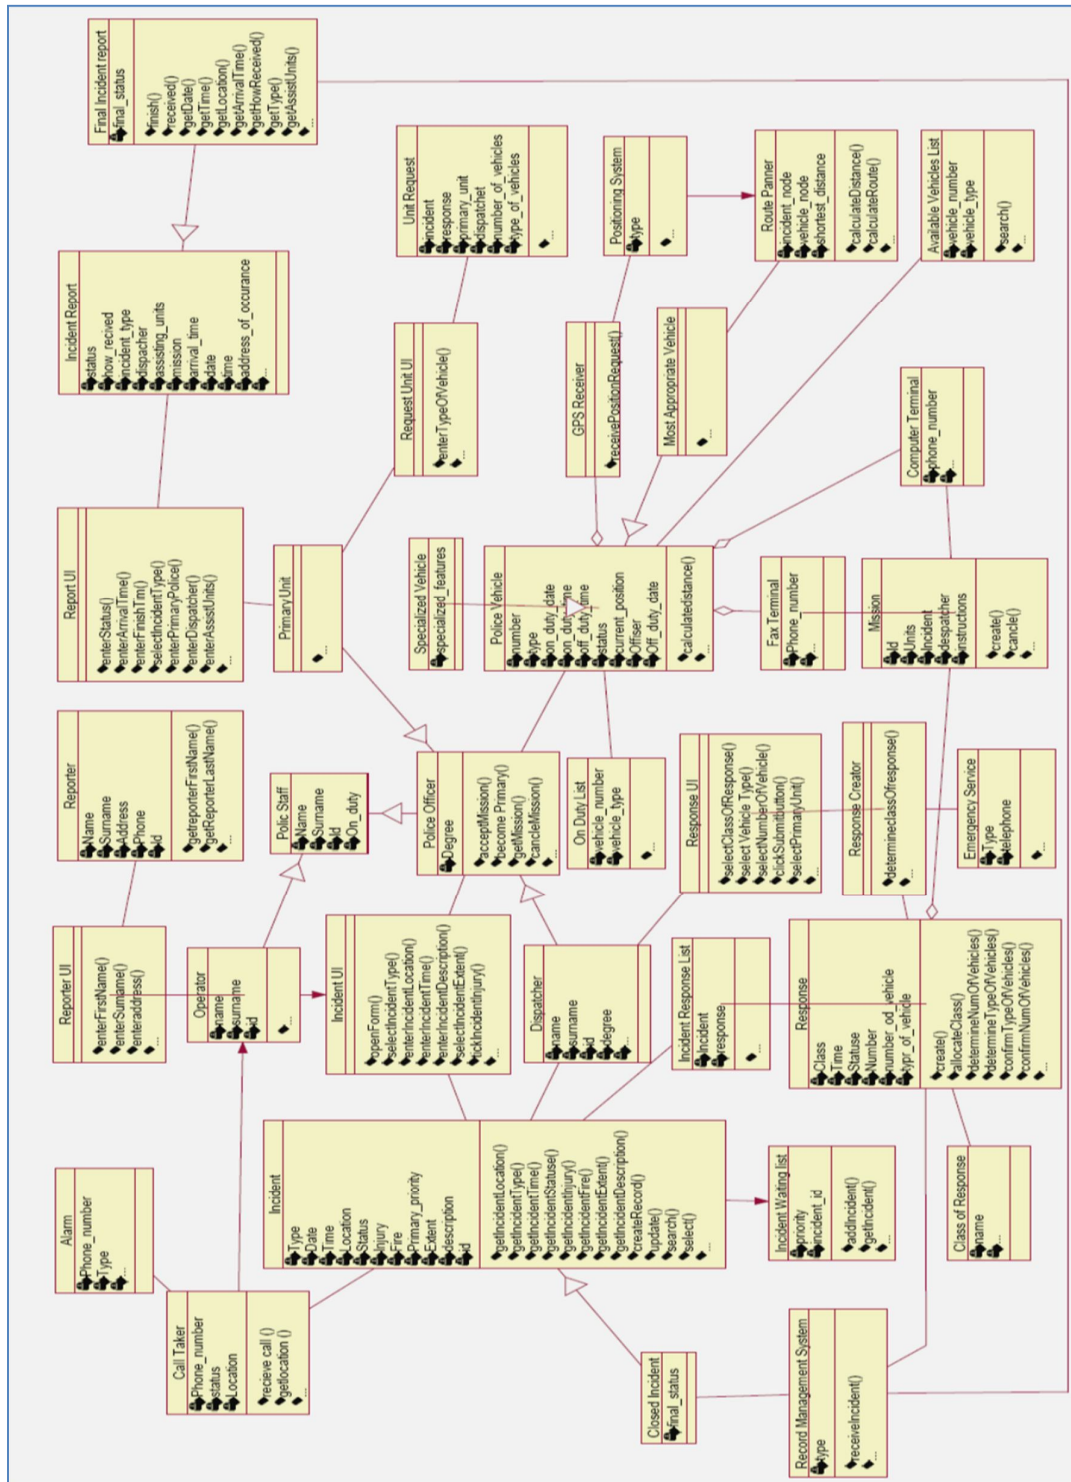 Alarm
Phone_number
Type
...
Reporter UI
enterFirstName()
enterSurname()
enteraddress()
...
Reporter
Name
Surname
Address
Phone
Id
getreporterFirstName()
getReporterLastName()
...
Report UI
enterStatus()
enterArrivalTime()
enterFinishTm()
selectIndentType()
enterPrimaryPolice()
enterDispatcher()
enterAssistUnits()
...
Incident Report
status
how_recived
incident_type
dispacher
assisting_units
mission
arrival_time
date
time
address_of_occurance
...
Final Incident report
final_status
finish()
received()
getDate()
getTime()
getLocation()
getArrivalTime()
getHowReceived()
getType()
getAssistUnits()
...
Call Taker
Phone_number
status
Location
recieve call ()
getlocation ()
...
Operator
name
surname
id
...
Polic Staff
Name
Surname
Id
On_duty
Primary Unit
...
Incident
Type
Date
Time
Location
Status
Injury
Fire
Primary_priority
Extent
description
id
getIncidentLocation()
getIncidentType()
getIncidentTime()
getIncidentStatuse()
getIncidentInjury()
getIncidentFire()
getIncidentExtent()
getIncidentDescription()
createRecord()
update()
search()
select()
...
Incident UI
openForm()
selectIncidentType()
enterIncidentLocation()
enterIncidentTime()
enterIncidentDescription()
selectIncidentExtent()
tickIncidentInjury()
...
Police Officer
Degree
acceptMission()
become Primary()
getMission()
cancleMission()
...
Specialized Vehicle
specialized_features
Request Unit UI
enterTypeOfVehicle()
...
Unit Request
incident
response
primary_unit
dispatchet
number_of_vehicles
type_of_vehicles
...
Dispatcher
name
surname
id
degree
...
Police Vehicle
number
type
on_duty_date
on_duty_time
off_duty_time
status
current_position
Offiser
Off_duty_date
calculatedistance()
...
GPS Receiver
receivePositionRequest()
...
Positioning System
type
...
On Duty List
vehicle_number
vehicle_type
...
Most Appropriate Vehicle
...
Closed Incident
final_status
Incident Response List
Incident
response
...
Response UI
selectClassOfResponse()
select Vehicle Type()
selectNumberOfVehicle()
clickSubmitbutton()
selectPrimaryUnit()
...
Fax Terminal
Phone_number
...
Route Panner
incident_node
vehicle_node
shortest_distance
calculateDistance()
calculateRoute()
...
Incident Wating list
priority
incident_id
addIncident()
getIncident()
...
Record Management System
type
receiveIncident()
...
Response
Class
Time
Statuse
Number
number_od_vehicle
typr_of_vehicle
create()
allocateClass()
determineNumOfVehicles()
determineTypeOfVehicles()
confirmTypeOfVehicles()
confirmNumOfVehicles()
...
Response Creator
determineclassOfresponse()
...
Mission
Id
Units
Incident
despatcher
instructions
create()
cancle()
...
Computer Terminal
phone_number
...
Available Vehicles List
vehicle_number
vehicle_type
search()
...
Class of Response
name
...
Emergency Service
Type
telephone
...